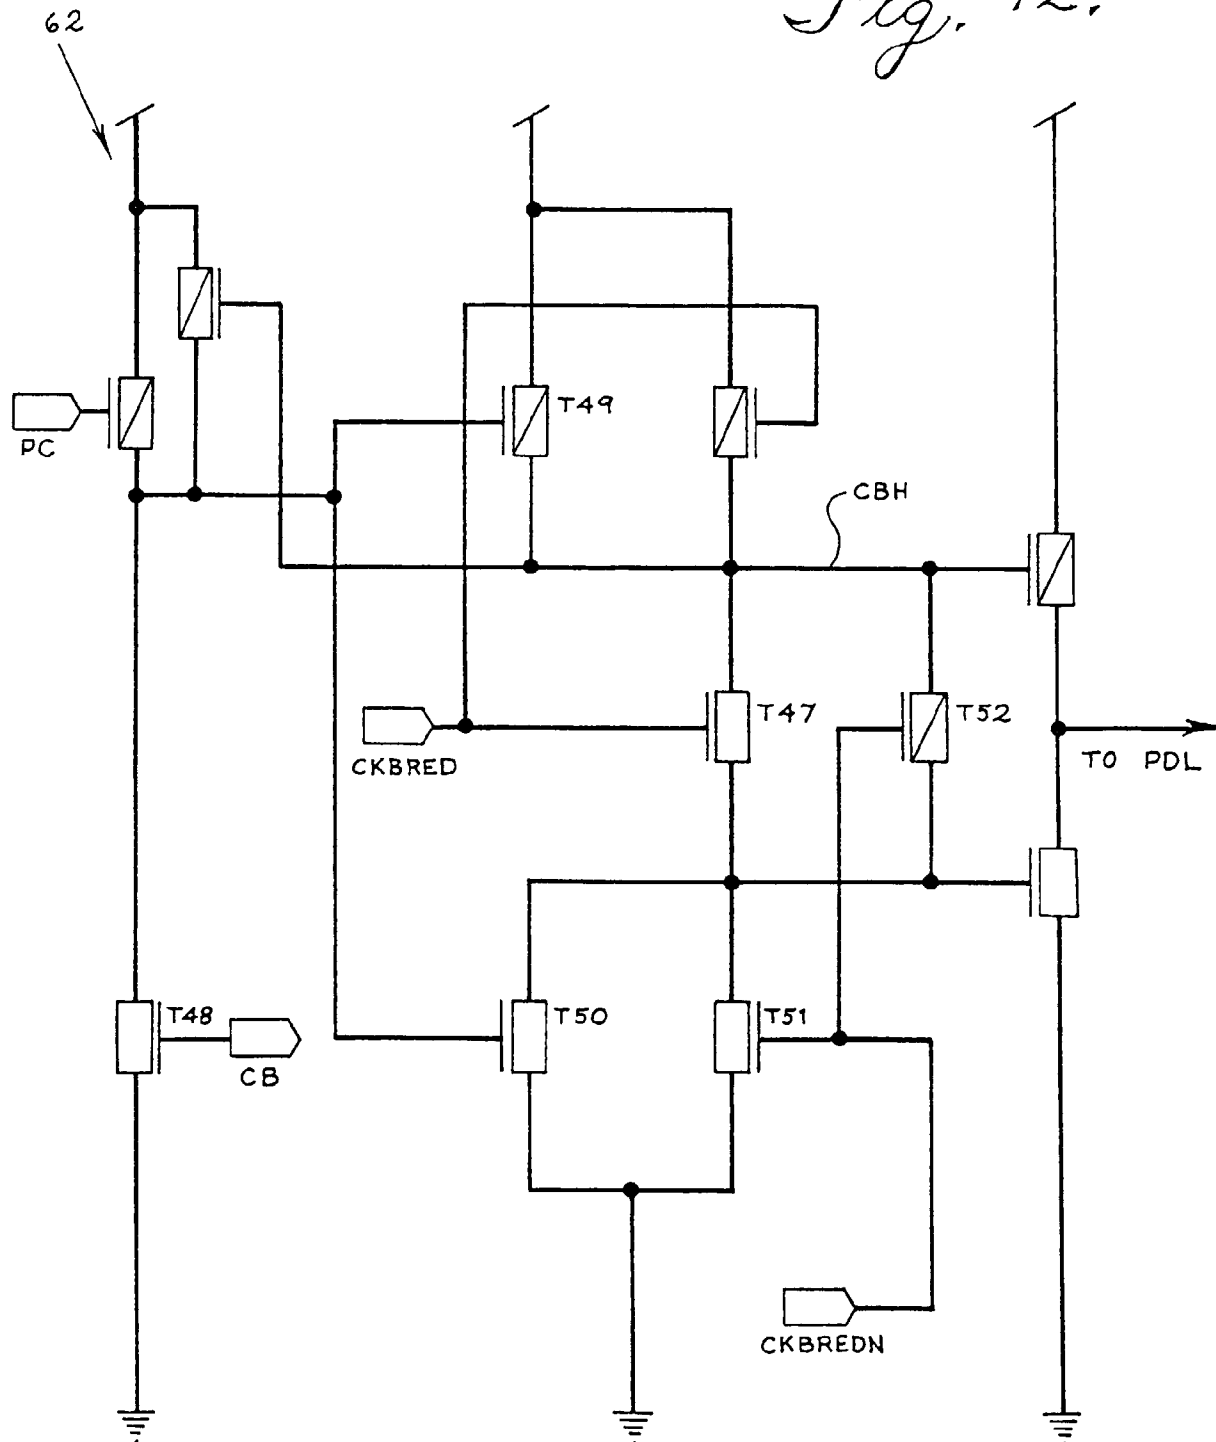 Fig. 12.
62
T49
PC
CBH
T47
T52
CKBRED
TO PDL
T48
T50
T51
CB
CKBREDN